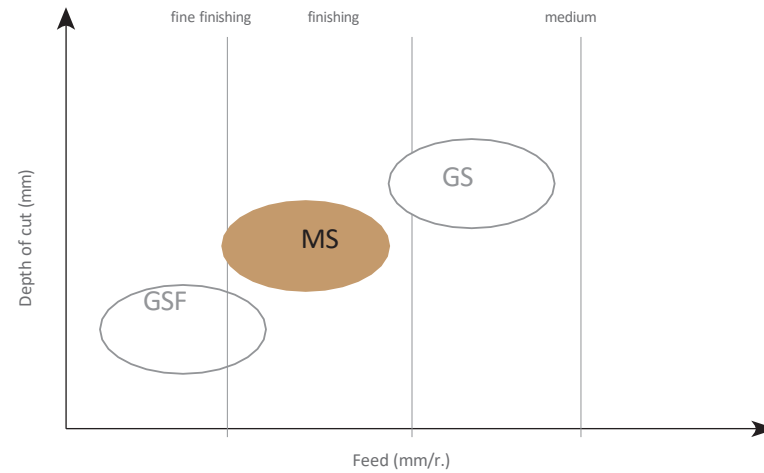 fine finishing
finishing
medium
GS
MS
GSF
Depth of cut (mm)
Feed (mm/r.)